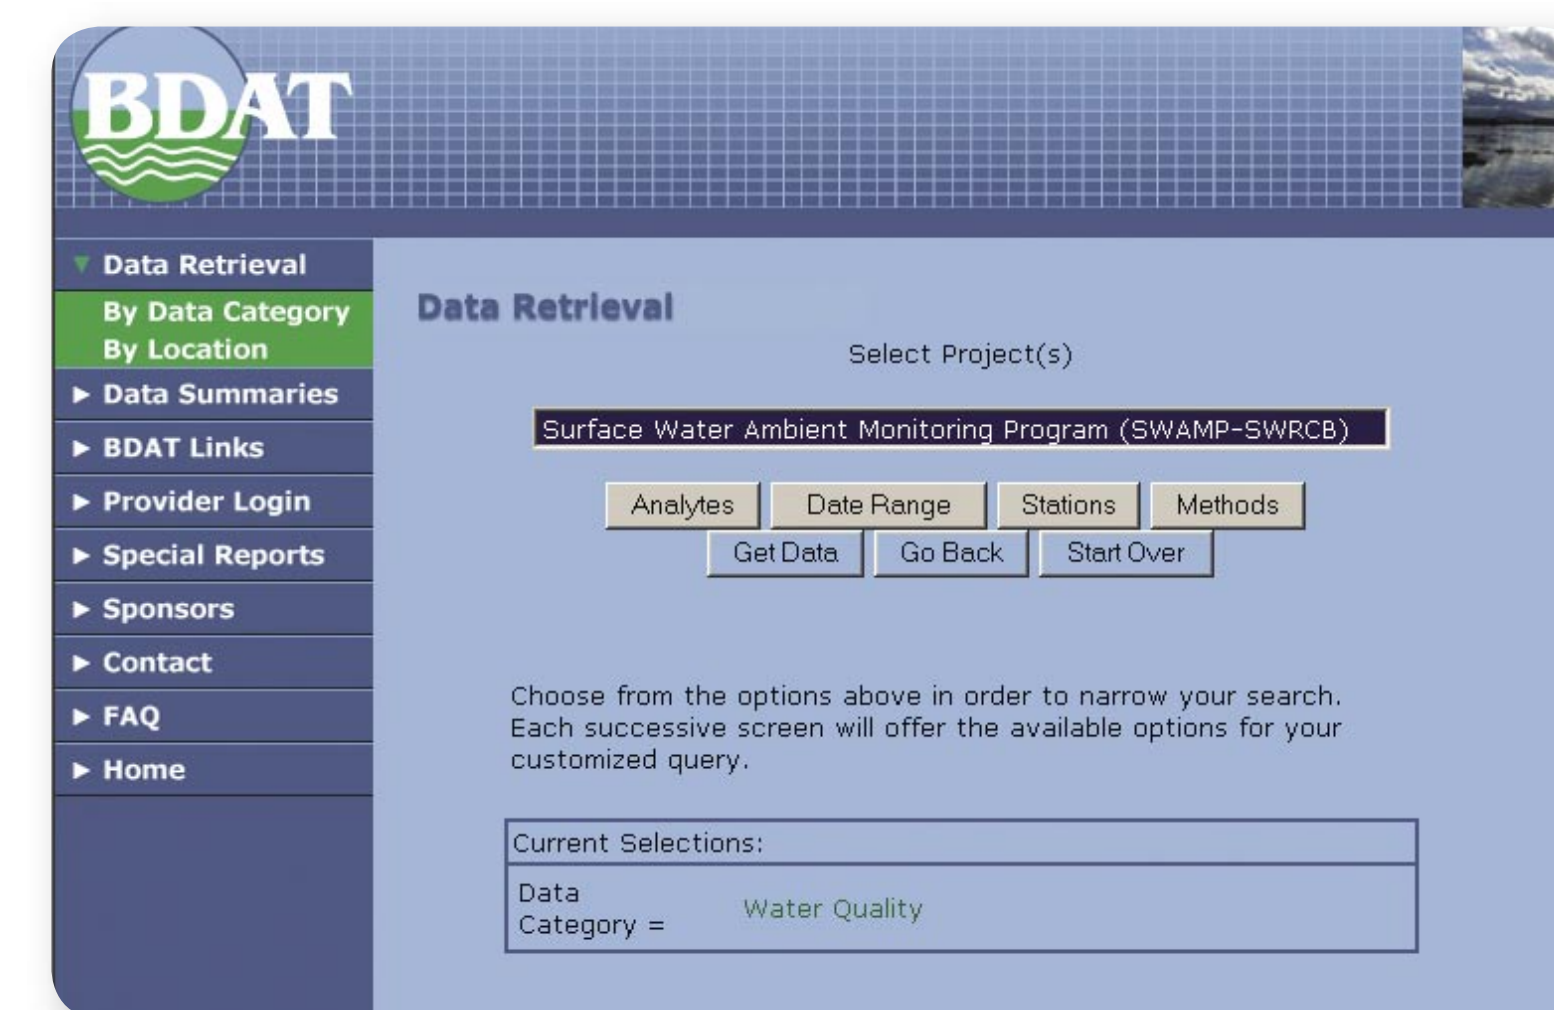 BDAT
Data Retrieval
By Data Category
By Location
Data Summaries
BDAT Links
Provider Login
Special Reports
Sponsors
Contact
FAQ
Home
Data Retrieval
Select Project(s)
Surface Water Ambient Monitoring Program (SWAMP-SWRCB)
Analytes Date Range Stations Methods
Get Data Go Back Start Over
Choose from the options above in order to narrow your search.
Each successive screen will offer the available options for your
customized query.
Current Selections:
Data
Category = Water Quality